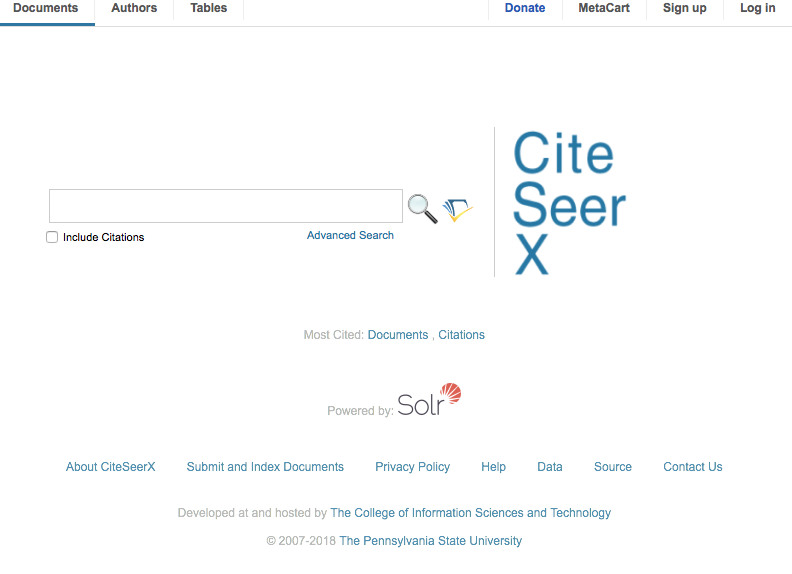 Documents Authors Tables Donate MetaCart Sign up Log in
Cite
Seer
X
Include Citations Advanced Search
Most Cited: Documents , Citations
Powered by: Solr
About CiteSeerX Submit and Index Documents Privacy Policy Help Data Source Contact Us
Developed at and hosted by The College of Information Sciences and Technology
© 2007-2018 The Pennsylvania State University